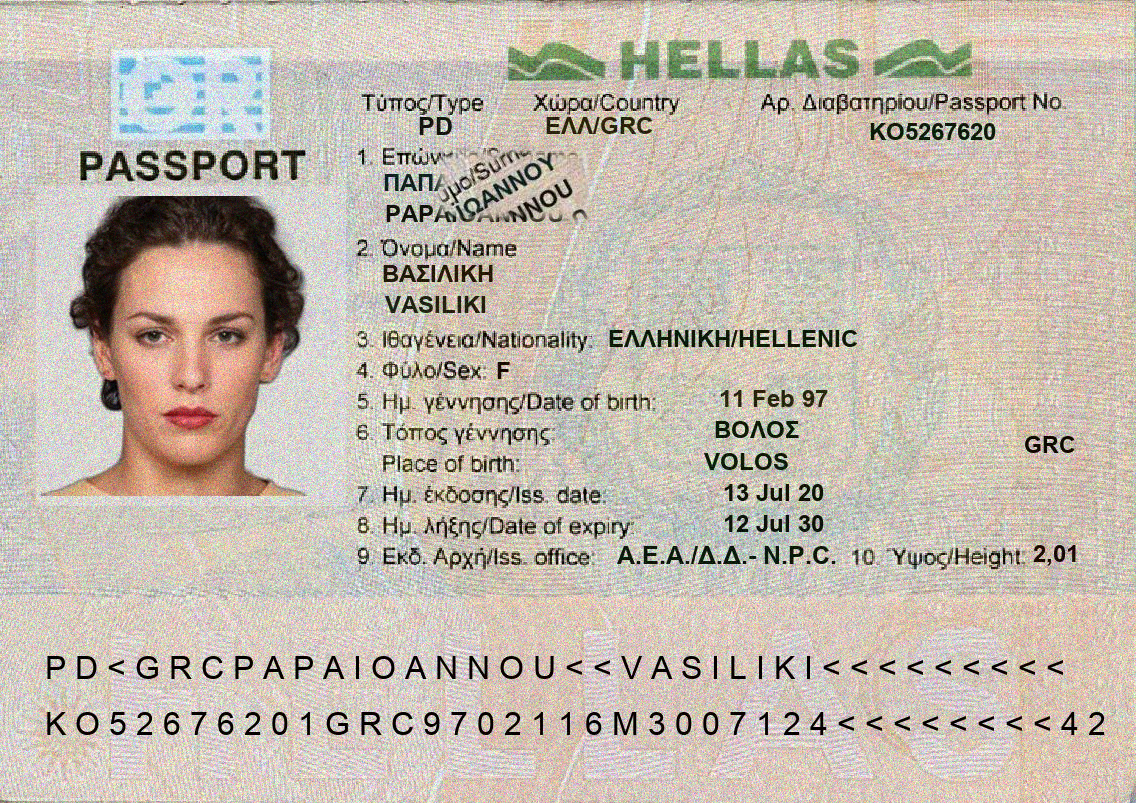 HELLAS
PASSPORT
Τύπος/Type Χώρα/Country Αρ. Διαβατηρίου/Passport No.
PD ΕΛΛ/GRC KO5267620
1.
2. Όνομα/Name
ΒΑΣΙΛΙΚΗ
VASILIKI
3. Ιθαγένεια/Nationality: ΕΛΛΗΝΙΚΗ/HELLENIC
4. Φύλο/Sex: F
5. Ημ. γέννησης/Date of birth: 11 Feb 97
6. Τόπος γέννησης: ΒΟΛΟΣ
GRC
Place of birth: VOLOS
7. Ημ. έκδοσης/Iss. date: 13 Jul 20
8. Ημ. λήξης/Date of expiry: 12 Jul 30
9 Εκδ. Αρχή/Iss. office: Α.Ε.Α./Δ.Δ.- N.P.C. 10. Ύψος/Height: 2,01
PD<GRCPAPAIOANNOU<<VASILIKI<<<<<<<<<
KO52676201GRC9702116M3007124<<<<<<<<42